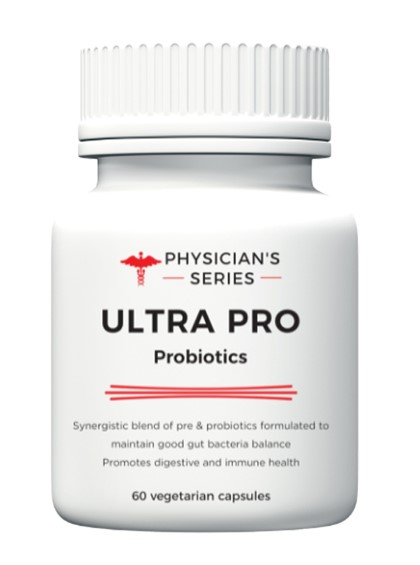 PHYSICIAN'S
SERIES
ULTRA PRO
Probiotics
Synergistic blend of pre & probiotics formulated to
maintain good gut bacteria balance
Promotes digestive and immune health
60 vegetarian capsules